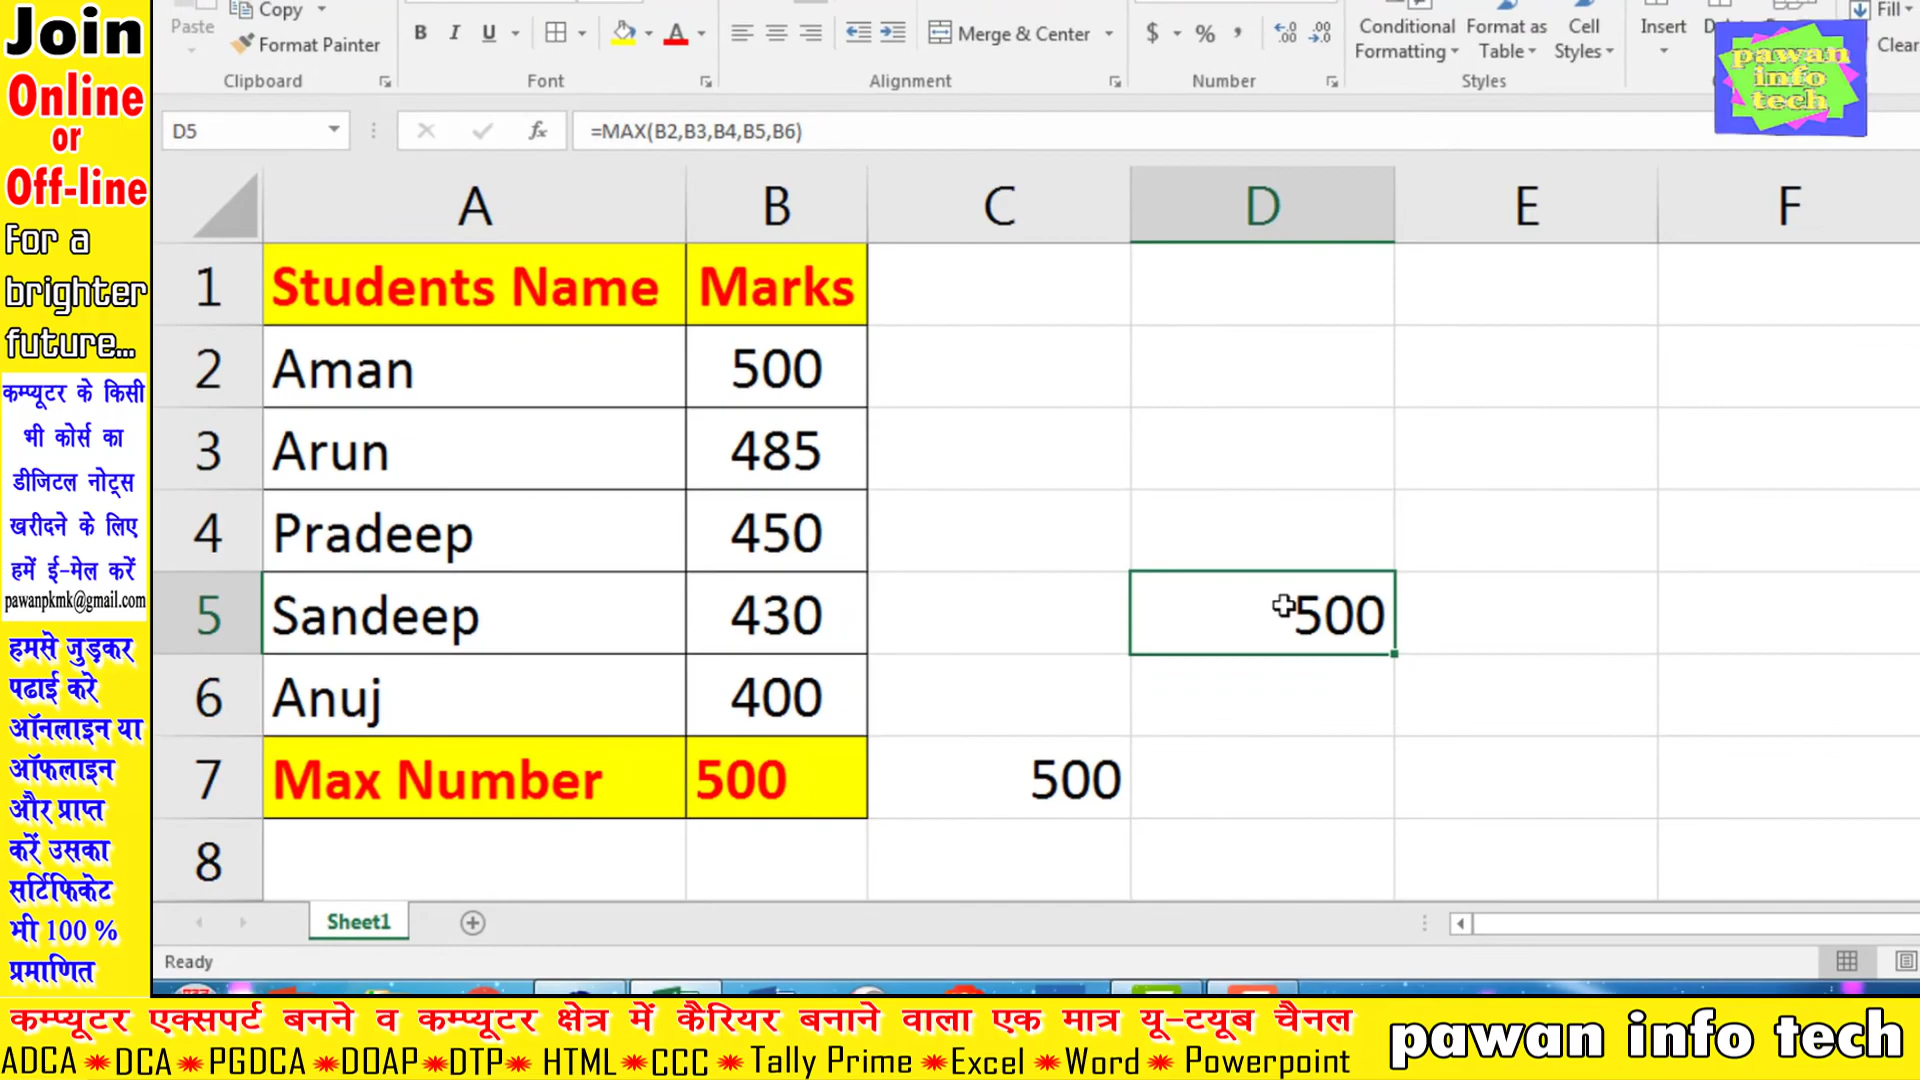 Join
Online
or
Off-line
For a
brighter
future...
कम्प्यूटर के किसी
भी कोर्स का
डीजिटल नोट्स
खरीदने के लिए
हमें ई-मेल करें
pawanpkmk@gmail.com
हमसे जुड़कर
पढाई करे
ऑनलाइन या
ऑफलाइन
और प्राप्त
करें उसका
सर्टिफिकेट
भी 100 %
प्रमाणित
Paste
Copy
Format Painter
Clipboard
B I U
A
Font
Merge & Center
Alignment
$ % ,
Number
Conditional Formatting
Format as Table
Cell Styles
Styles
Insert
Fill
Clear
pawan
info
tech
D5
fx
=MAX(B2,B3,B4,B5,B6)
A B C D E F
1 Students Name Marks
2 Aman 500
3 Arun 485
4 Pradeep 450
5 Sandeep 430 500
6 Anuj 400
7 Max Number 500 500
8
Sheet1
Ready
कम्प्यूटर एक्सपर्ट बनने व कम्प्यूटर क्षेत्र में कैरियर बनाने वाला एक मात्र यू-टयूब चैनल
ADCA DCA PGDCA DOAP DTP HTML CCC Tally Prime Excel Word Powerpoint
pawan info tech